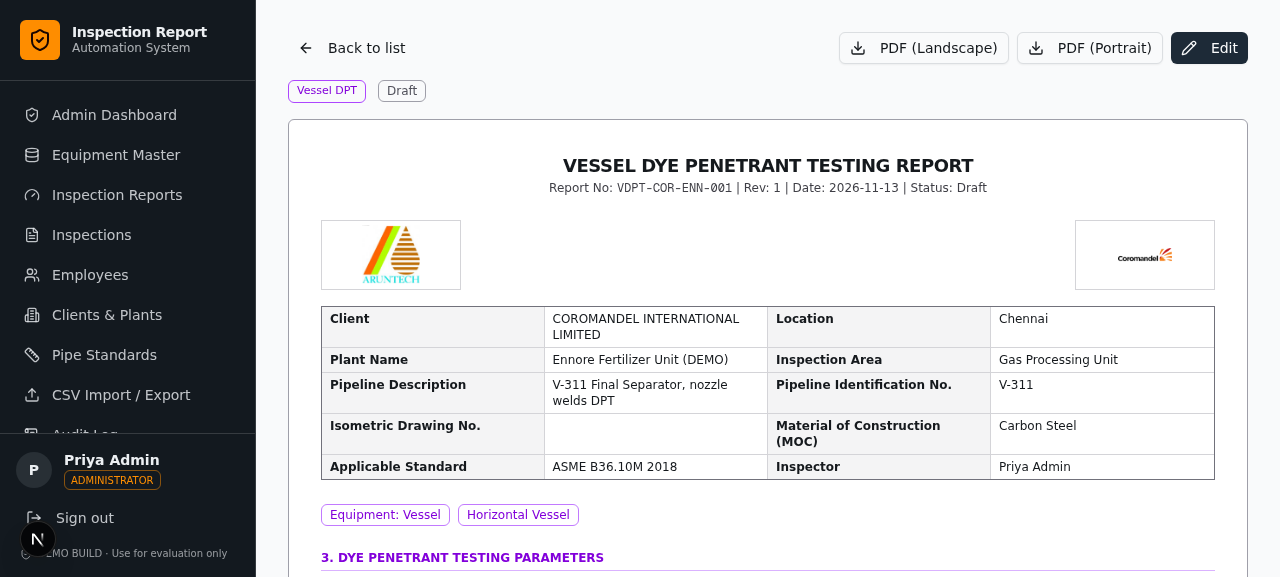 Inspection Report
Automation System
Admin Dashboard
Equipment Master
Inspection Reports
Inspections
Employees
Clients & Plants
Pipe Standards
CSV Import / Export
Audit Log
P
Priya Admin
ADMINISTRATOR
Sign out
N
EMO BUILD · Use for evaluation only
Back to list
PDF (Landscape)
PDF (Portrait)
Edit
Vessel DPT
Draft
VESSEL DYE PENETRANT TESTING REPORT
Report No: VDPT-COR-ENN-001 | Rev: 1 | Date: 2026-11-13 | Status: Draft
ARUNTECH
Coromandel
Client
COROMANDEL INTERNATIONAL
LIMITED
Location
Chennai
Plant Name
Ennore Fertilizer Unit (DEMO)
Inspection Area
Gas Processing Unit
Pipeline Description
V-311 Final Separator, nozzle
welds DPT
Pipeline Identification No.
V-311
Isometric Drawing No.
Material of Construction
(MOC)
Carbon Steel
Applicable Standard
ASME B36.10M 2018
Inspector
Priya Admin
Equipment: Vessel
Horizontal Vessel
3. DYE PENETRANT TESTING PARAMETERS